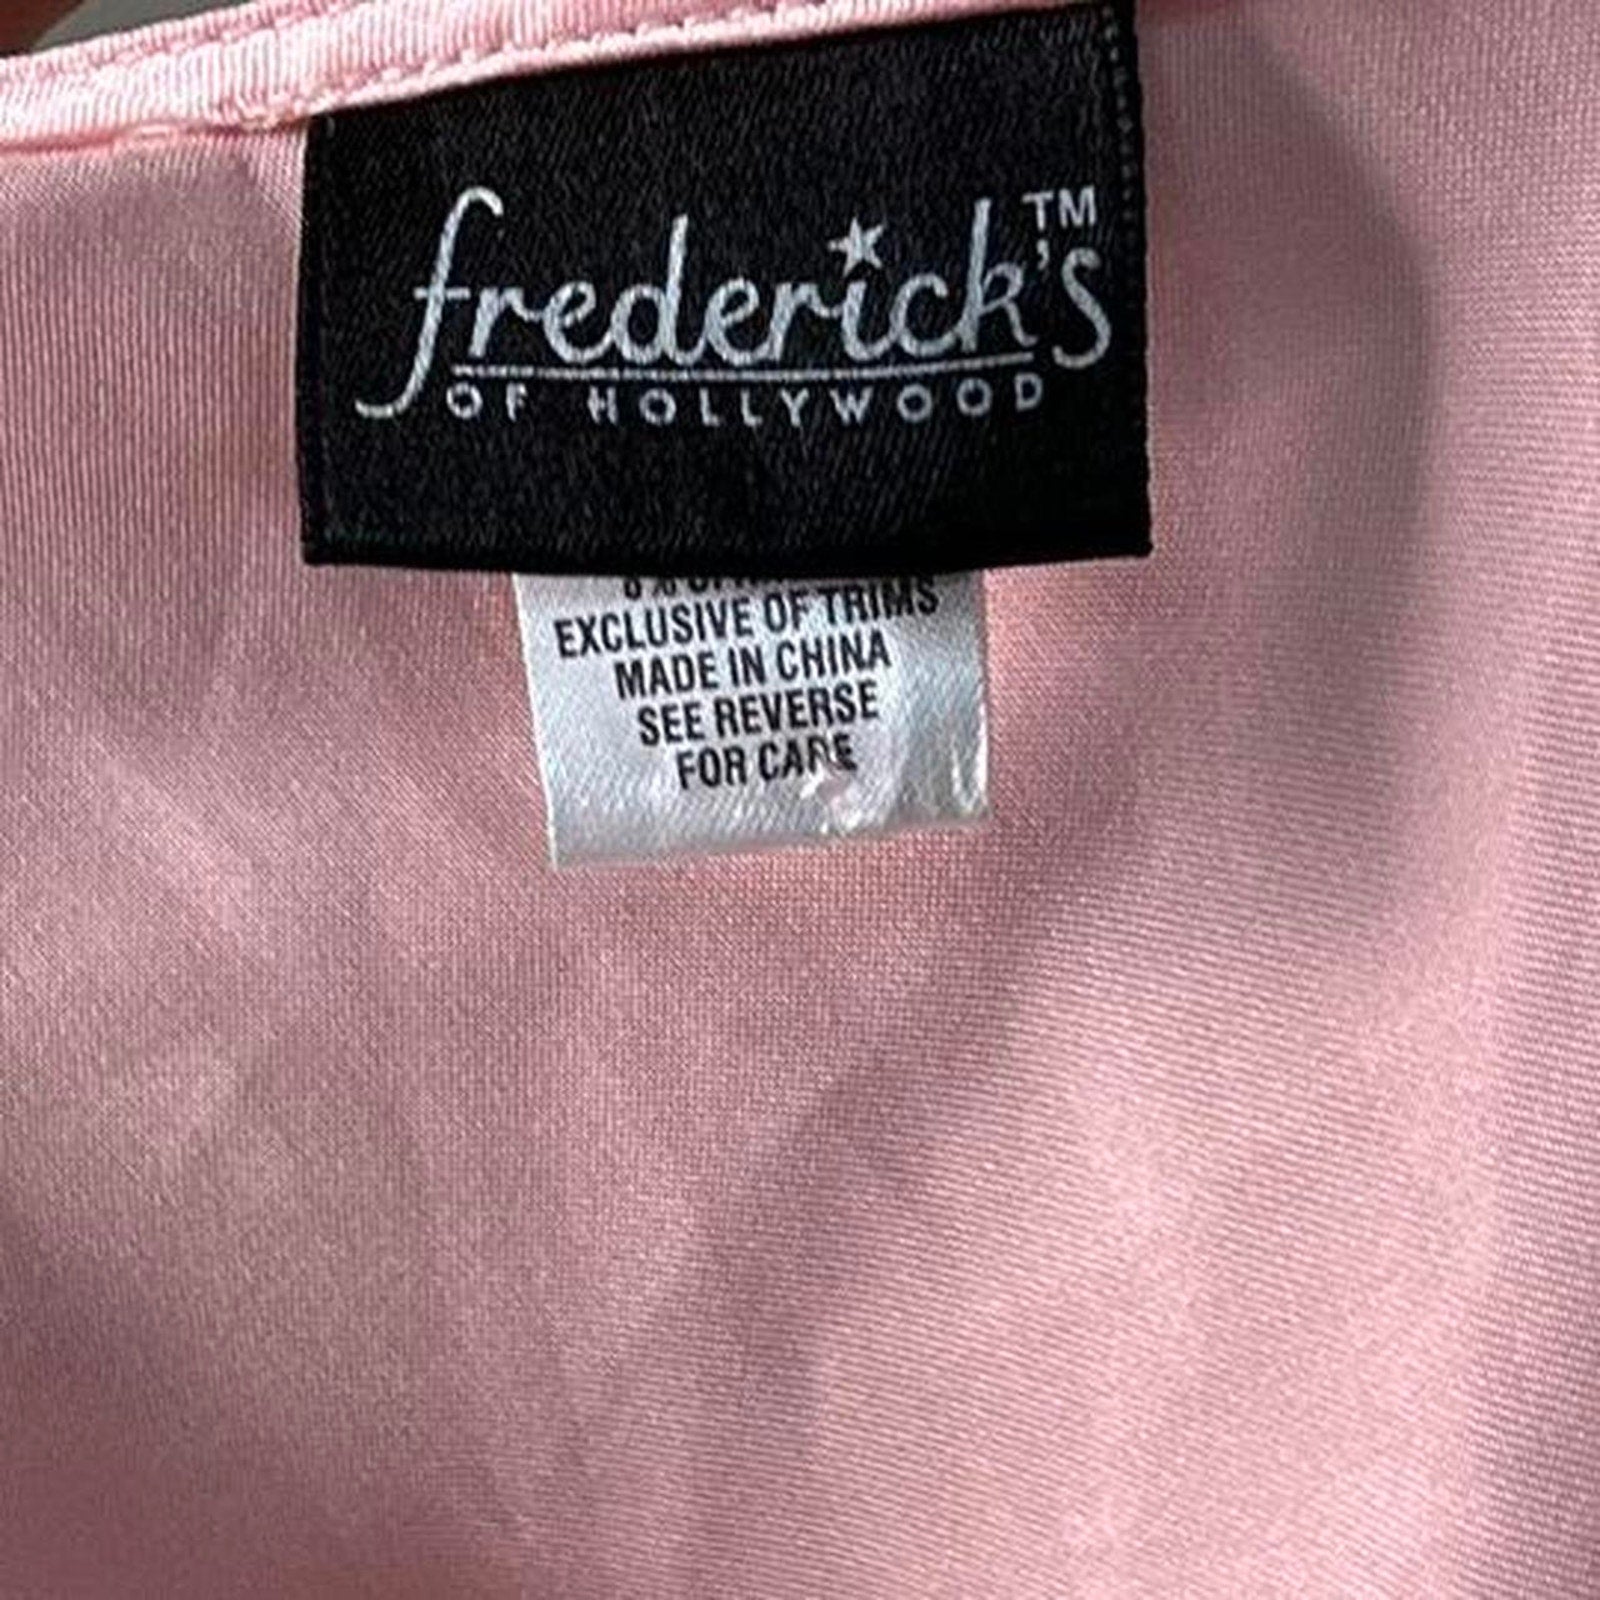 frederick's™
OF HOLLYWOOD
EXCLUSIVE OF TRIMS
MADE IN CHINA
SEE REVERSE
FOR CARE